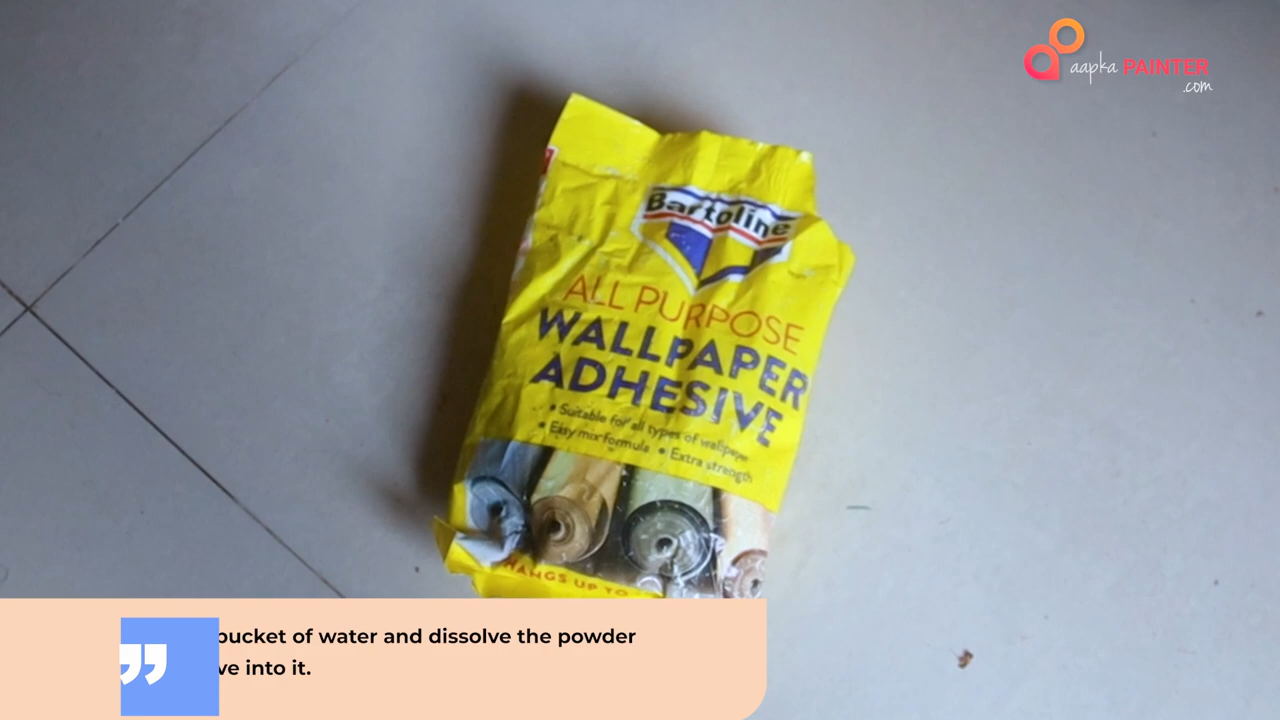 aapka PAINTER
.com
Bartoline
ALL PURPOSE
WALLPAPER
ADHESIVE
• Suitable for all types of wallpaper
• Easy mix formula • Extra strength
HANGS UP TO
bucket of water and dissolve the powder
into it.